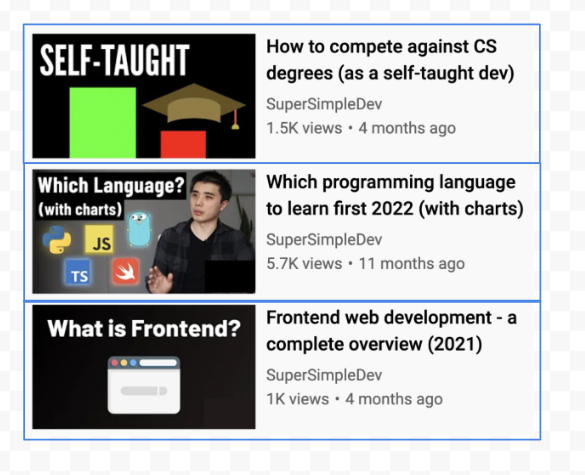 SELF-TAUGHT
How to compete against CS
degrees (as a self-taught dev)
SuperSimpleDev
1.5K views • 4 months ago
Which Language?
(with charts)
JS
TS
Which programming language
to learn first 2022 (with charts)
SuperSimpleDev
5.7K views • 11 months ago
What is Frontend?
Frontend web development - a
complete overview (2021)
SuperSimpleDev
1K views • 4 months ago